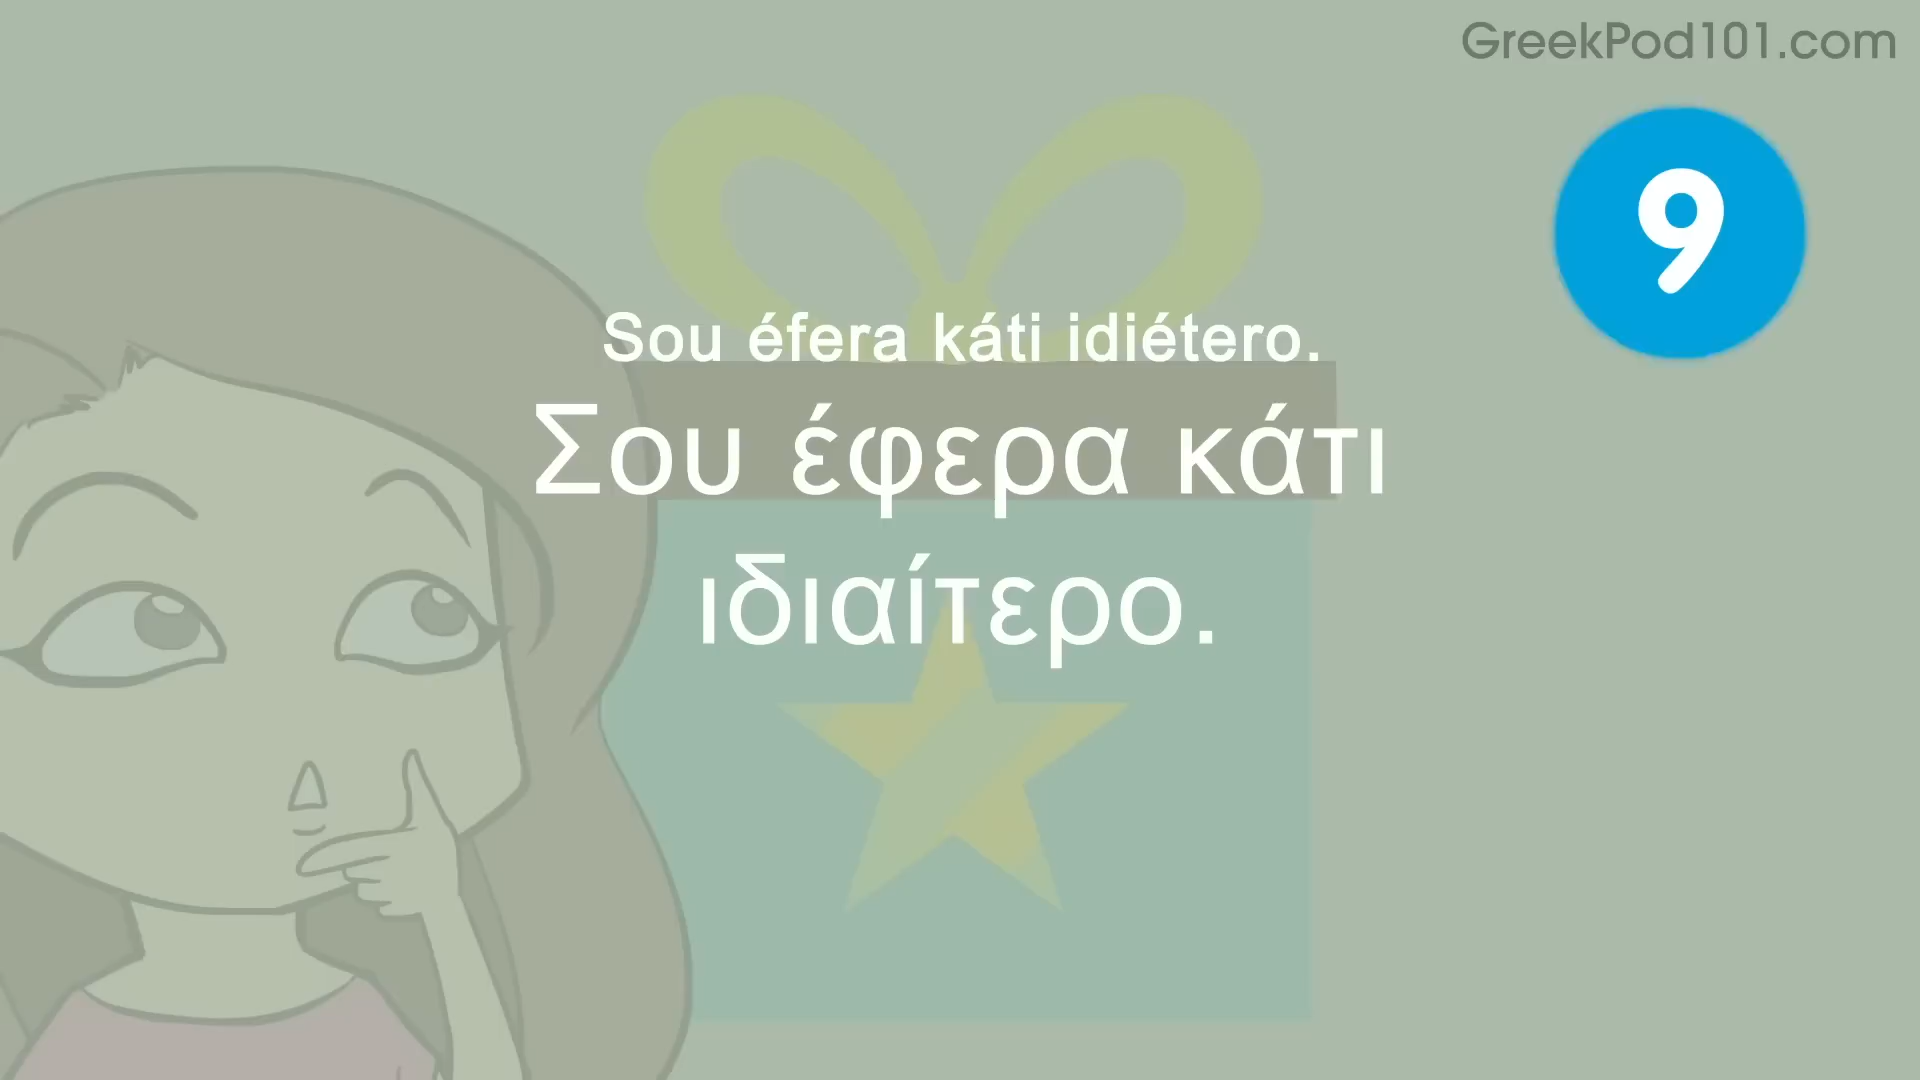 GreekPod101.com
9
Sou éfera káti idiétero.
Σου έφερα κάτι
ιδιαίτερο.